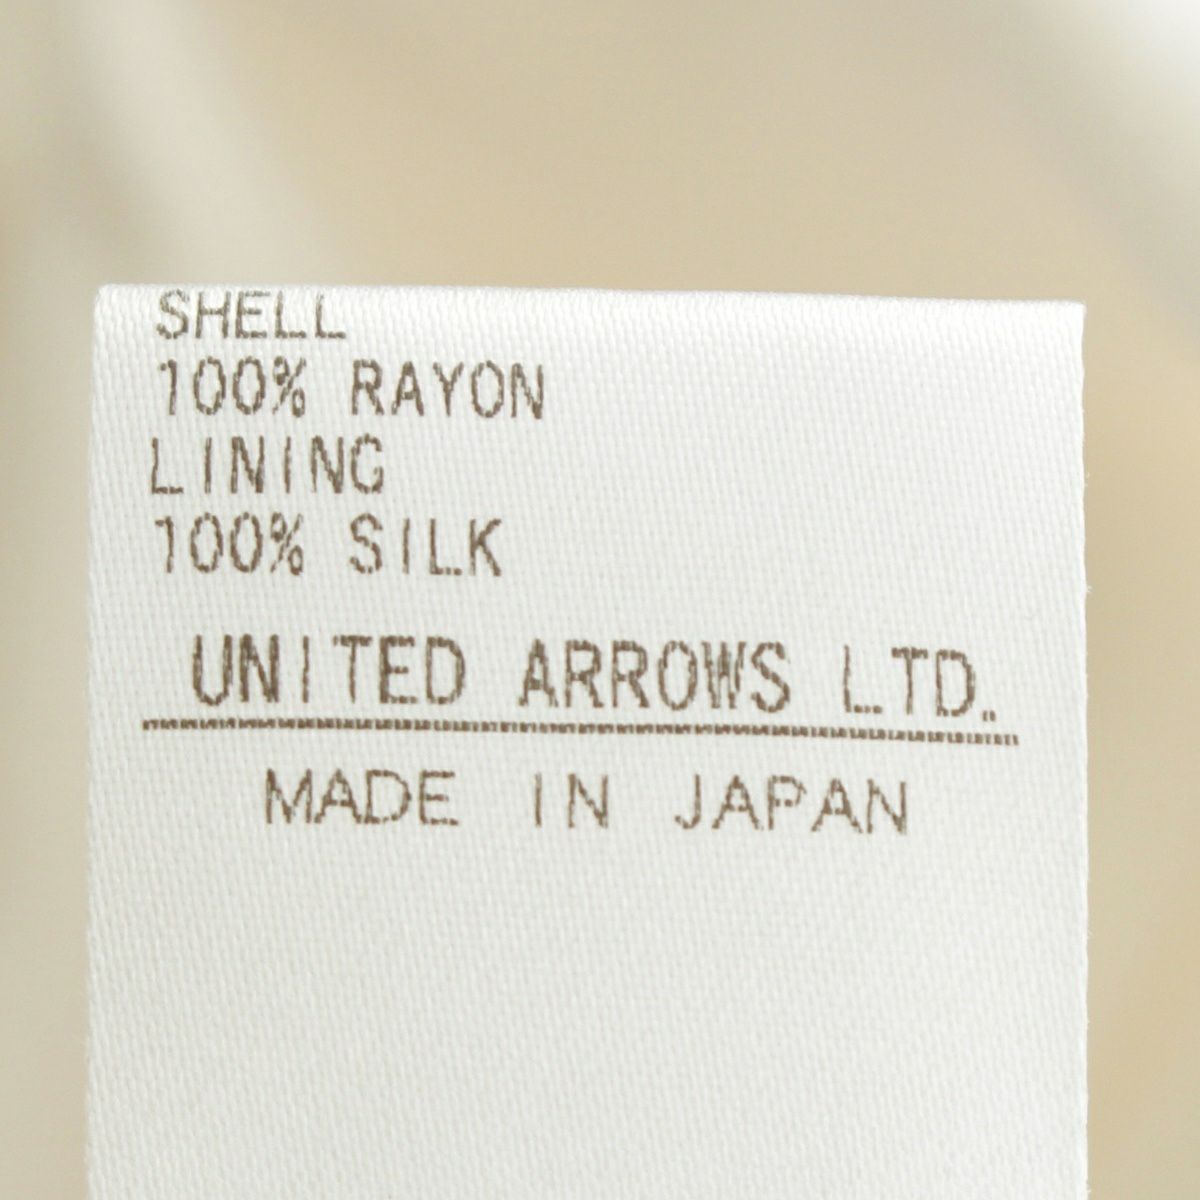 SHELL
100% RAYON
LINING
100% SILK
UNITED ARROWS LTD.
MADE IN JAPAN